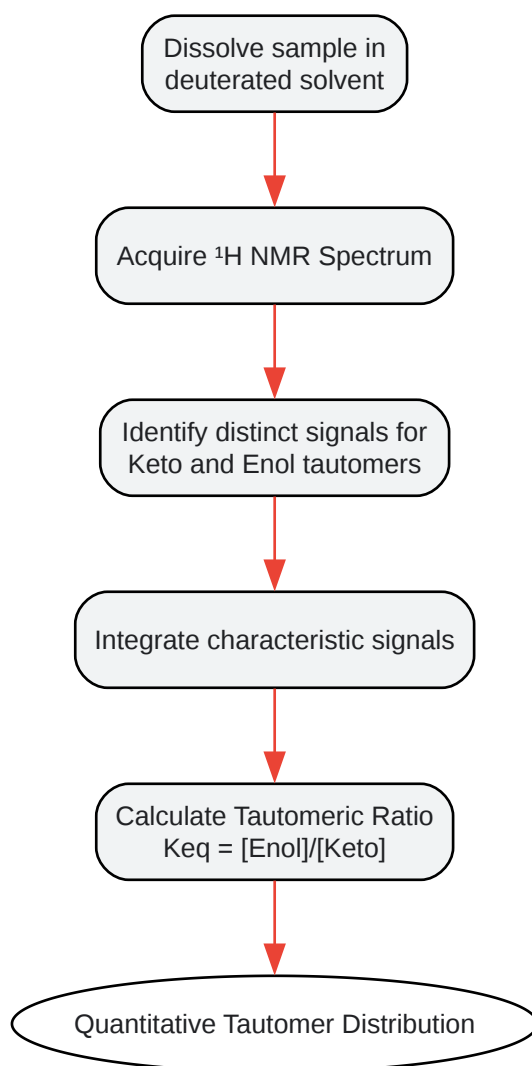 Dissolve sample in
deuterated solvent
Acquire ¹H NMR Spectrum
Identify distinct signals for
Keto and Enol tautomers
Integrate characteristic signals
Calculate Tautomeric Ratio
Keq = [Enol]/[Keto]
Quantitative Tautomer Distribution